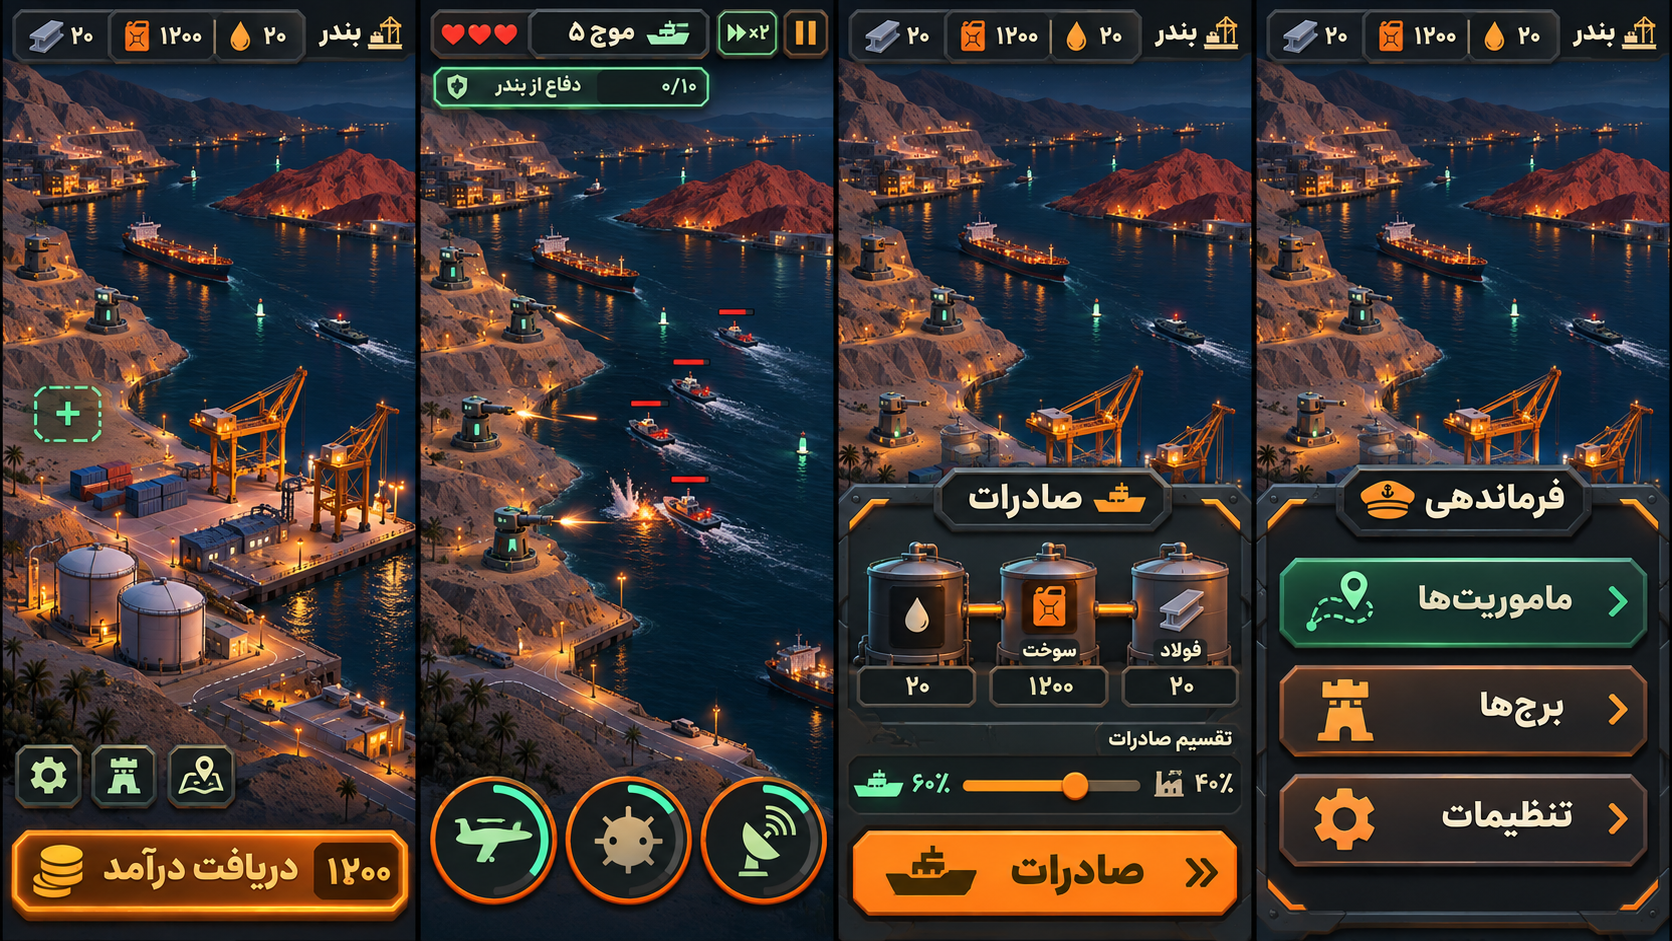 بندر
۲۰
۱۲۰۰
۲۰
دریافت درآمد
۱۲۰۰
موج ۵
×۲
دفاع از بندر
۰/۱۰
بندر
۲۰
۱۲۰۰
۲۰
صادرات
سوخت
فولاد
۲۰
۱۲۰۰
۲۰
تقسیم صادرات
۶۰٪
۴۰٪
صادرات
بندر
۲۰
۱۲۰۰
۲۰
فرماندهی
ماموریت‌ها
برج‌ها
تنظیمات